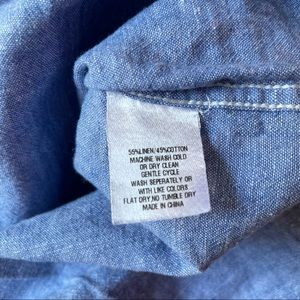 55%LINEN/45%COTTON
MACHINE WASH COLD
OR DRY CLEAN
GENTLE CYCLE
WASH SEPERATELY OR
WITH LIKE COLORS
FLAT DRY,NO TUMBLE DRY
MADE IN CHINA